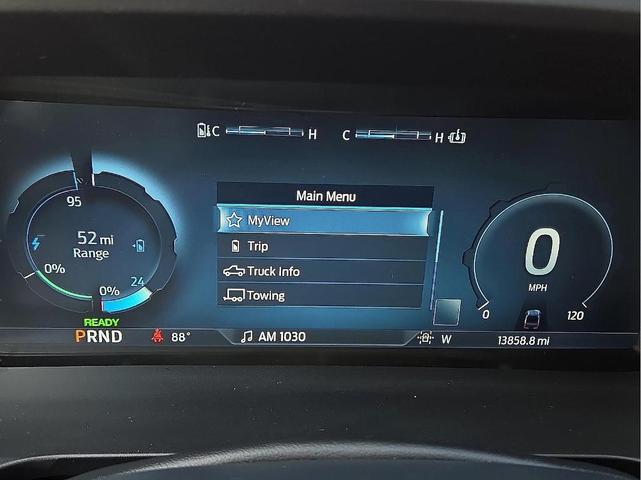 C H C H
95
52 mi
Range
0%
0% 24
READY
PRND 88°
Main Menu
MyView
Trip
Truck Info
Towing
AM 1030
W
0
MPH
0 120
13858.8 mi